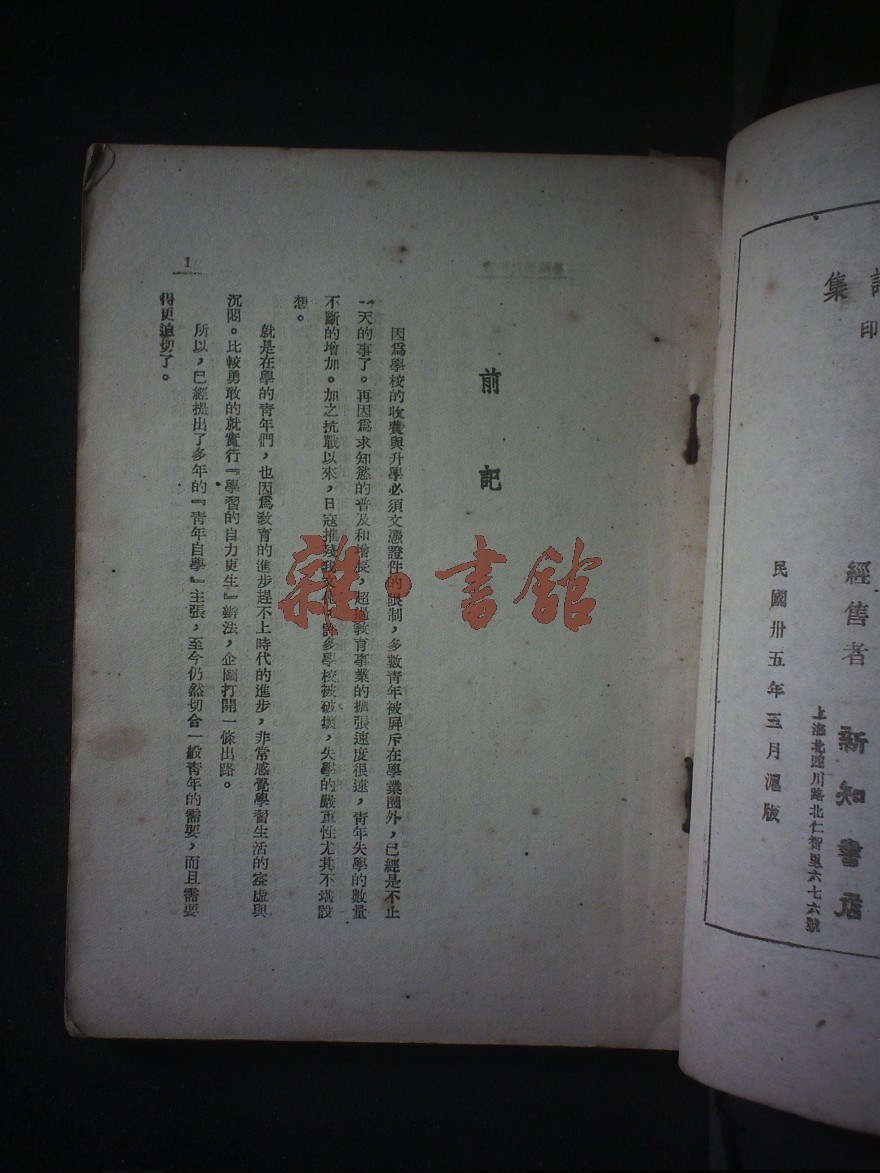 集
印
經售者 新知書店
上海北四川路北仁智里六七六號
民國卅五年三月滬版
前記
因爲學校的收費與升學必須文憑證件的限制,多數青年被屏斥在學業圈外,已經是不止
一天的事了。再因爲求知慾的普及和增長,超過教育事業的擴張速度很遠,青年失學的數量
不斷的增加。加之抗戰以來,日寇摧殘我文化,許多學校被破壞,失學的嚴重性尤其不堪設
想。
就是在學的青年們,也因爲敎育的進步趕不上時代的進步,非常感覺學習生活的空虛與
沉悶。比較勇敢的就實行『學習的自力更生』辦法,企圖打開一條出路。
所以,已經提出了多年的『青年自學』主張,至今仍然切合一般青年的需要,而且需要
得更迫切了。
1
雜·書館